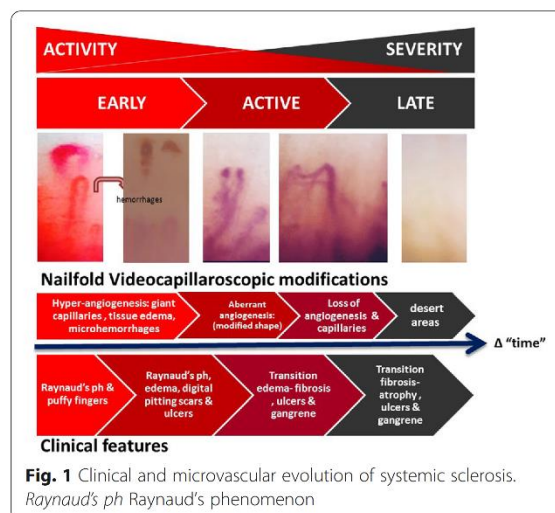 ACTIVITY
SEVERITY
EARLY
ACTIVE
LATE
hemorrhages
Nailfold Videocapillaroscopic modifications
Hyper-angiogenesis: giant
capillaries , tissue edema,
microhemorrhages
Aberrant
angiogenesis:
(modified shape)
Loss of
angiogenesis &
capillaries
desert
areas
Δ “time”
Raynaud's ph &
puffy fingers
Raynaud's ph,
edema, digital
pitting scars &
ulcers
Transition
edema- fibrosis
, ulcers &
gangrene
Transition
fibrosis-
atrophy ,
ulcers &
gangrene
Clinical features
Fig. 1 Clinical and microvascular evolution of systemic sclerosis.
Raynaud's ph Raynaud's phenomenon